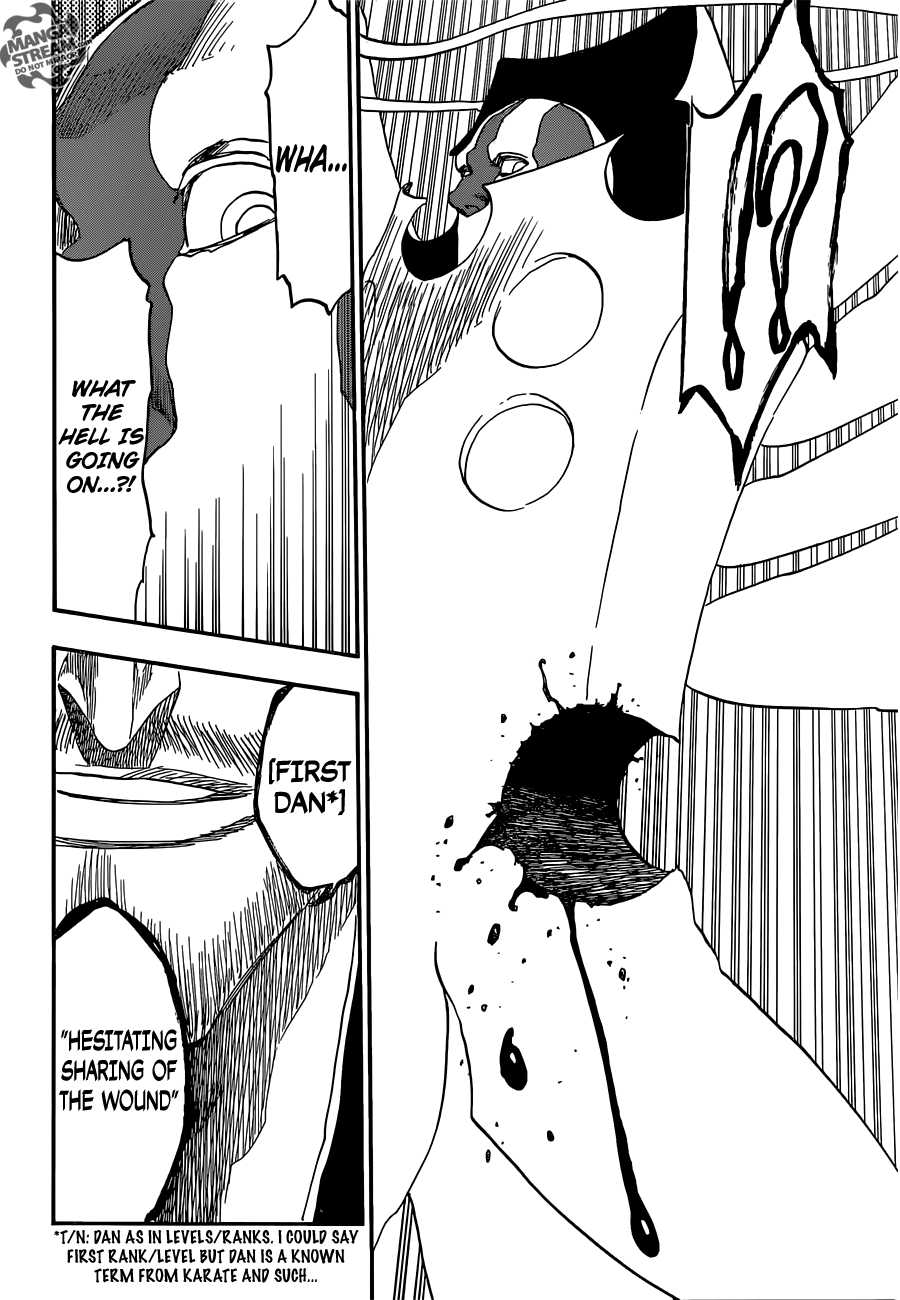 MANGA
STREAM
DO NOT
!?
WHA...
WHAT
THE
HELL IS
GOING
ON...?!
[FIRST
DAN*]
"HESITATING
SHARING OF
THE WOUND"
*T/N: DAN AS IN LEVELS/RANKS. I COULD SAY
FIRST RANK/LEVEL BUT DAN IS A KNOWN
TERM FROM KARATE AND SUCH...